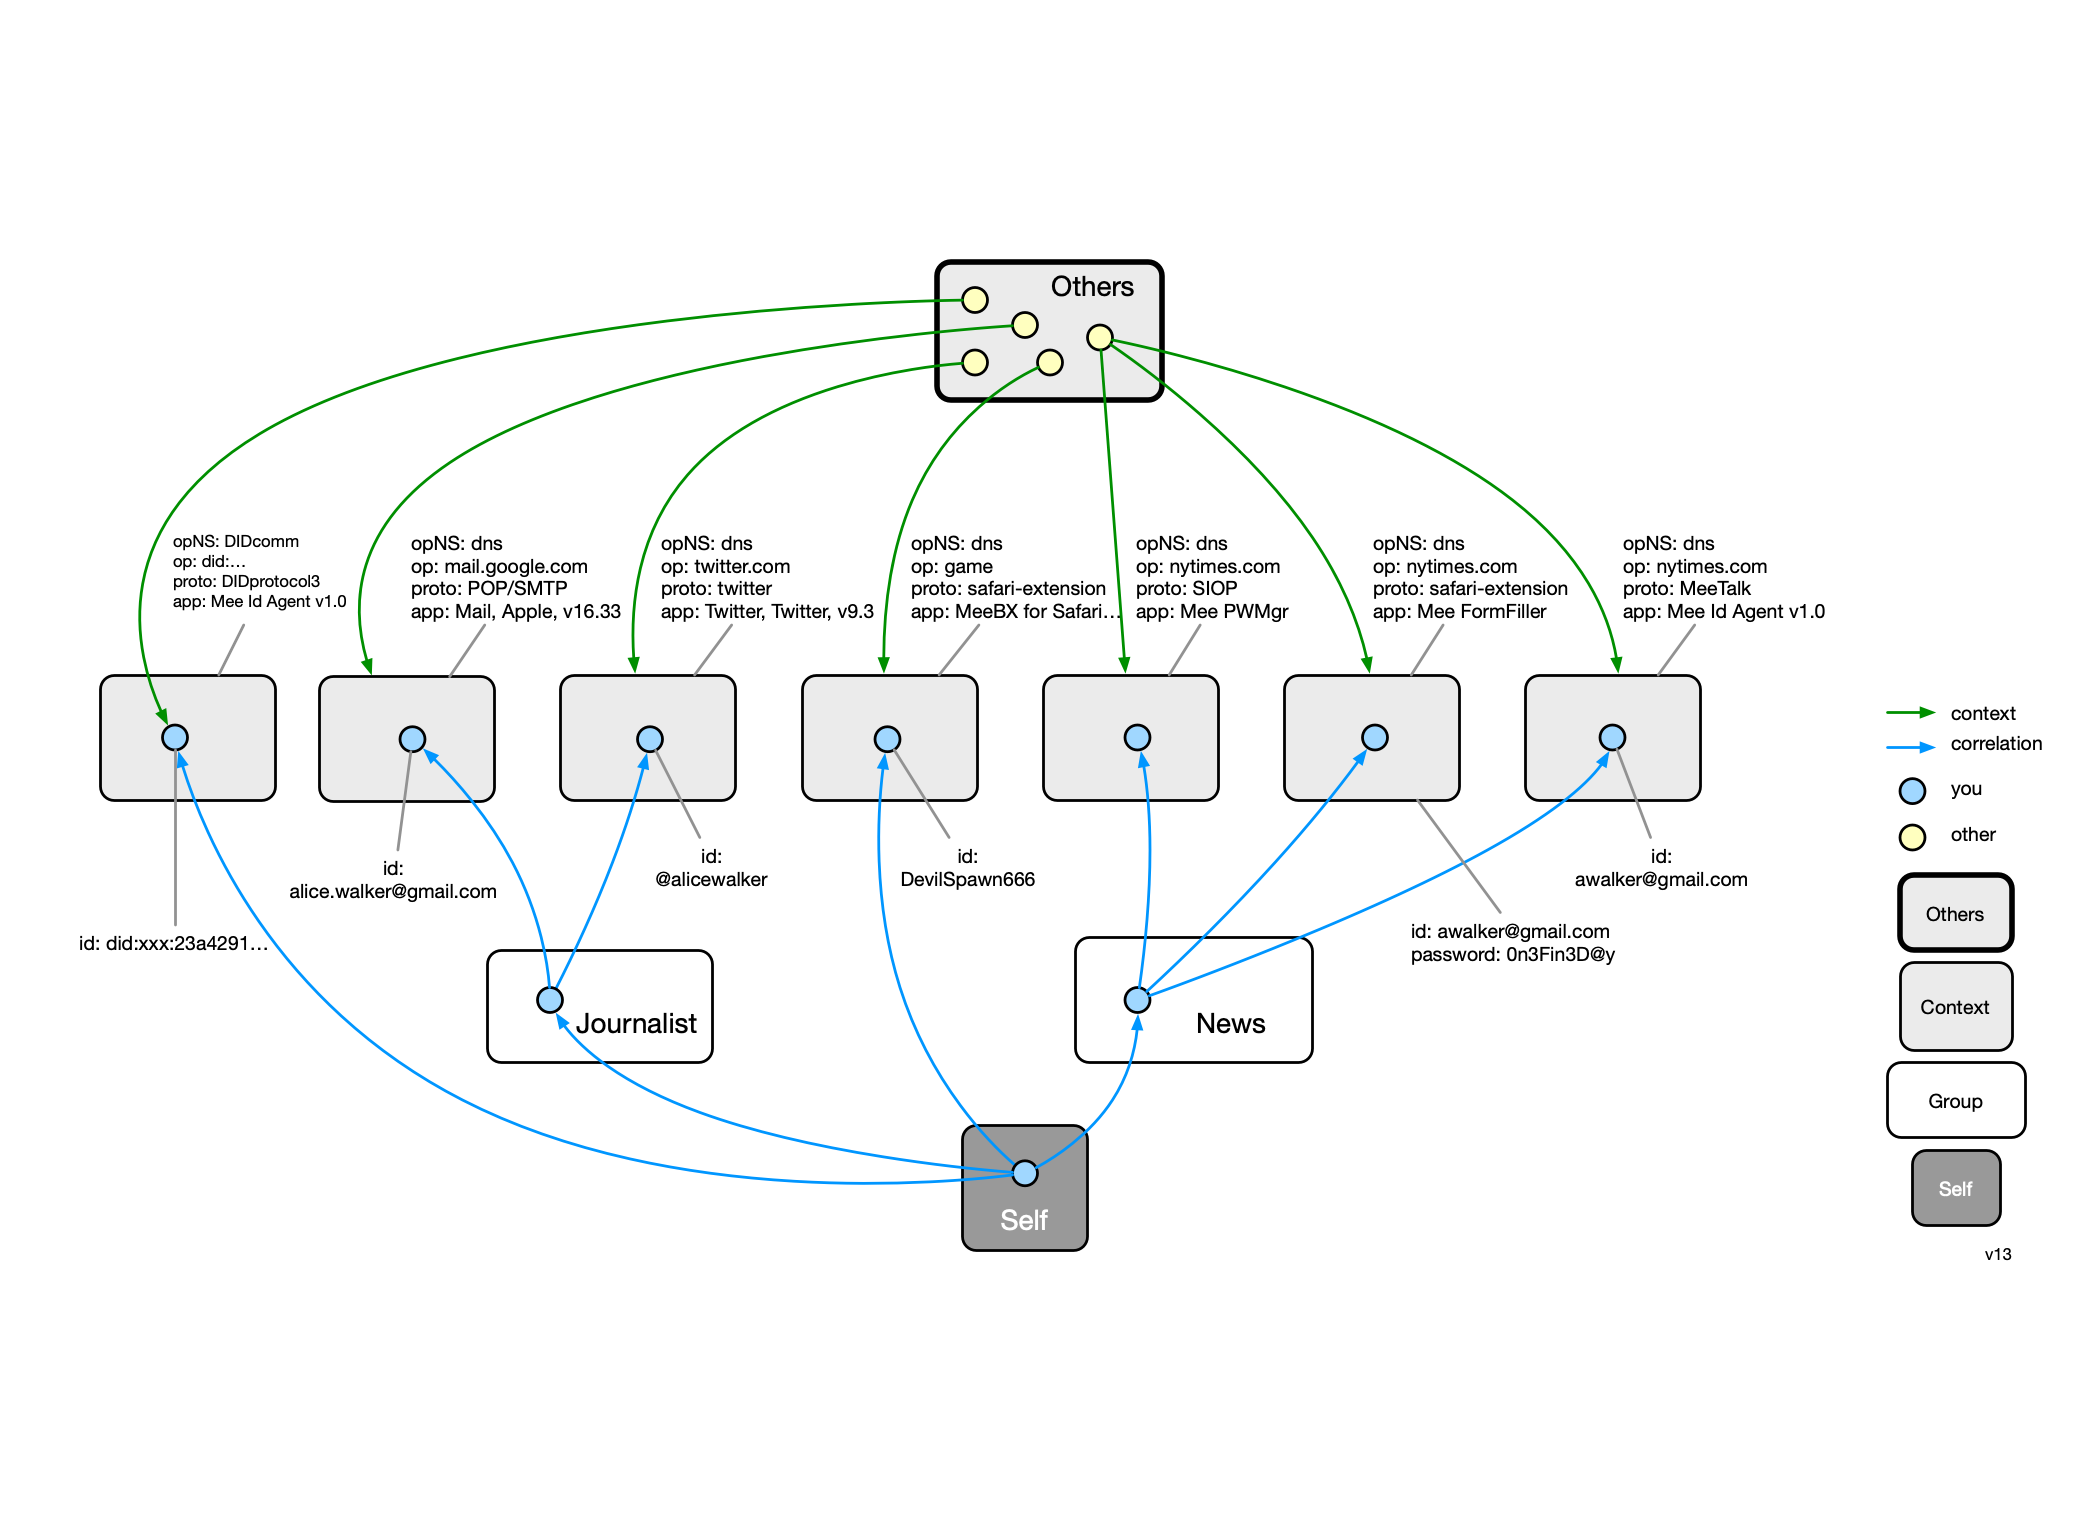 Others
opNS: DIDcomm
op: did:...
proto: DIDprotocol3
app: Mee Id Agent v1.0
opNS: dns
op: mail.google.com
proto: POP/SMTP
app: Mail, Apple, v16.33
opNS: dns
op: twitter.com
proto: twitter
app: Twitter, Twitter, v9.3
opNS: dns
op: game
proto: safari-extension
app: MeeBX for Safari...
opNS: dns
op: nytimes.com
proto: SIOP
app: Mee PWMgr
opNS: dns
op: nytimes.com
proto: safari-extension
app: Mee FormFiller
opNS: dns
op: nytimes.com
proto: MeeTalk
app: Mee Id Agent v1.0
id: did:xxx:23a4291...
id:
alice.walker@gmail.com
id:
@alicewalker
id:
DevilSpawn666
id: awalker@gmail.com
password: 0n3Fin3D@y
id:
awalker@gmail.com
Journalist
News
Self
context
correlation
you
other
Others
Context
Group
Self
v13